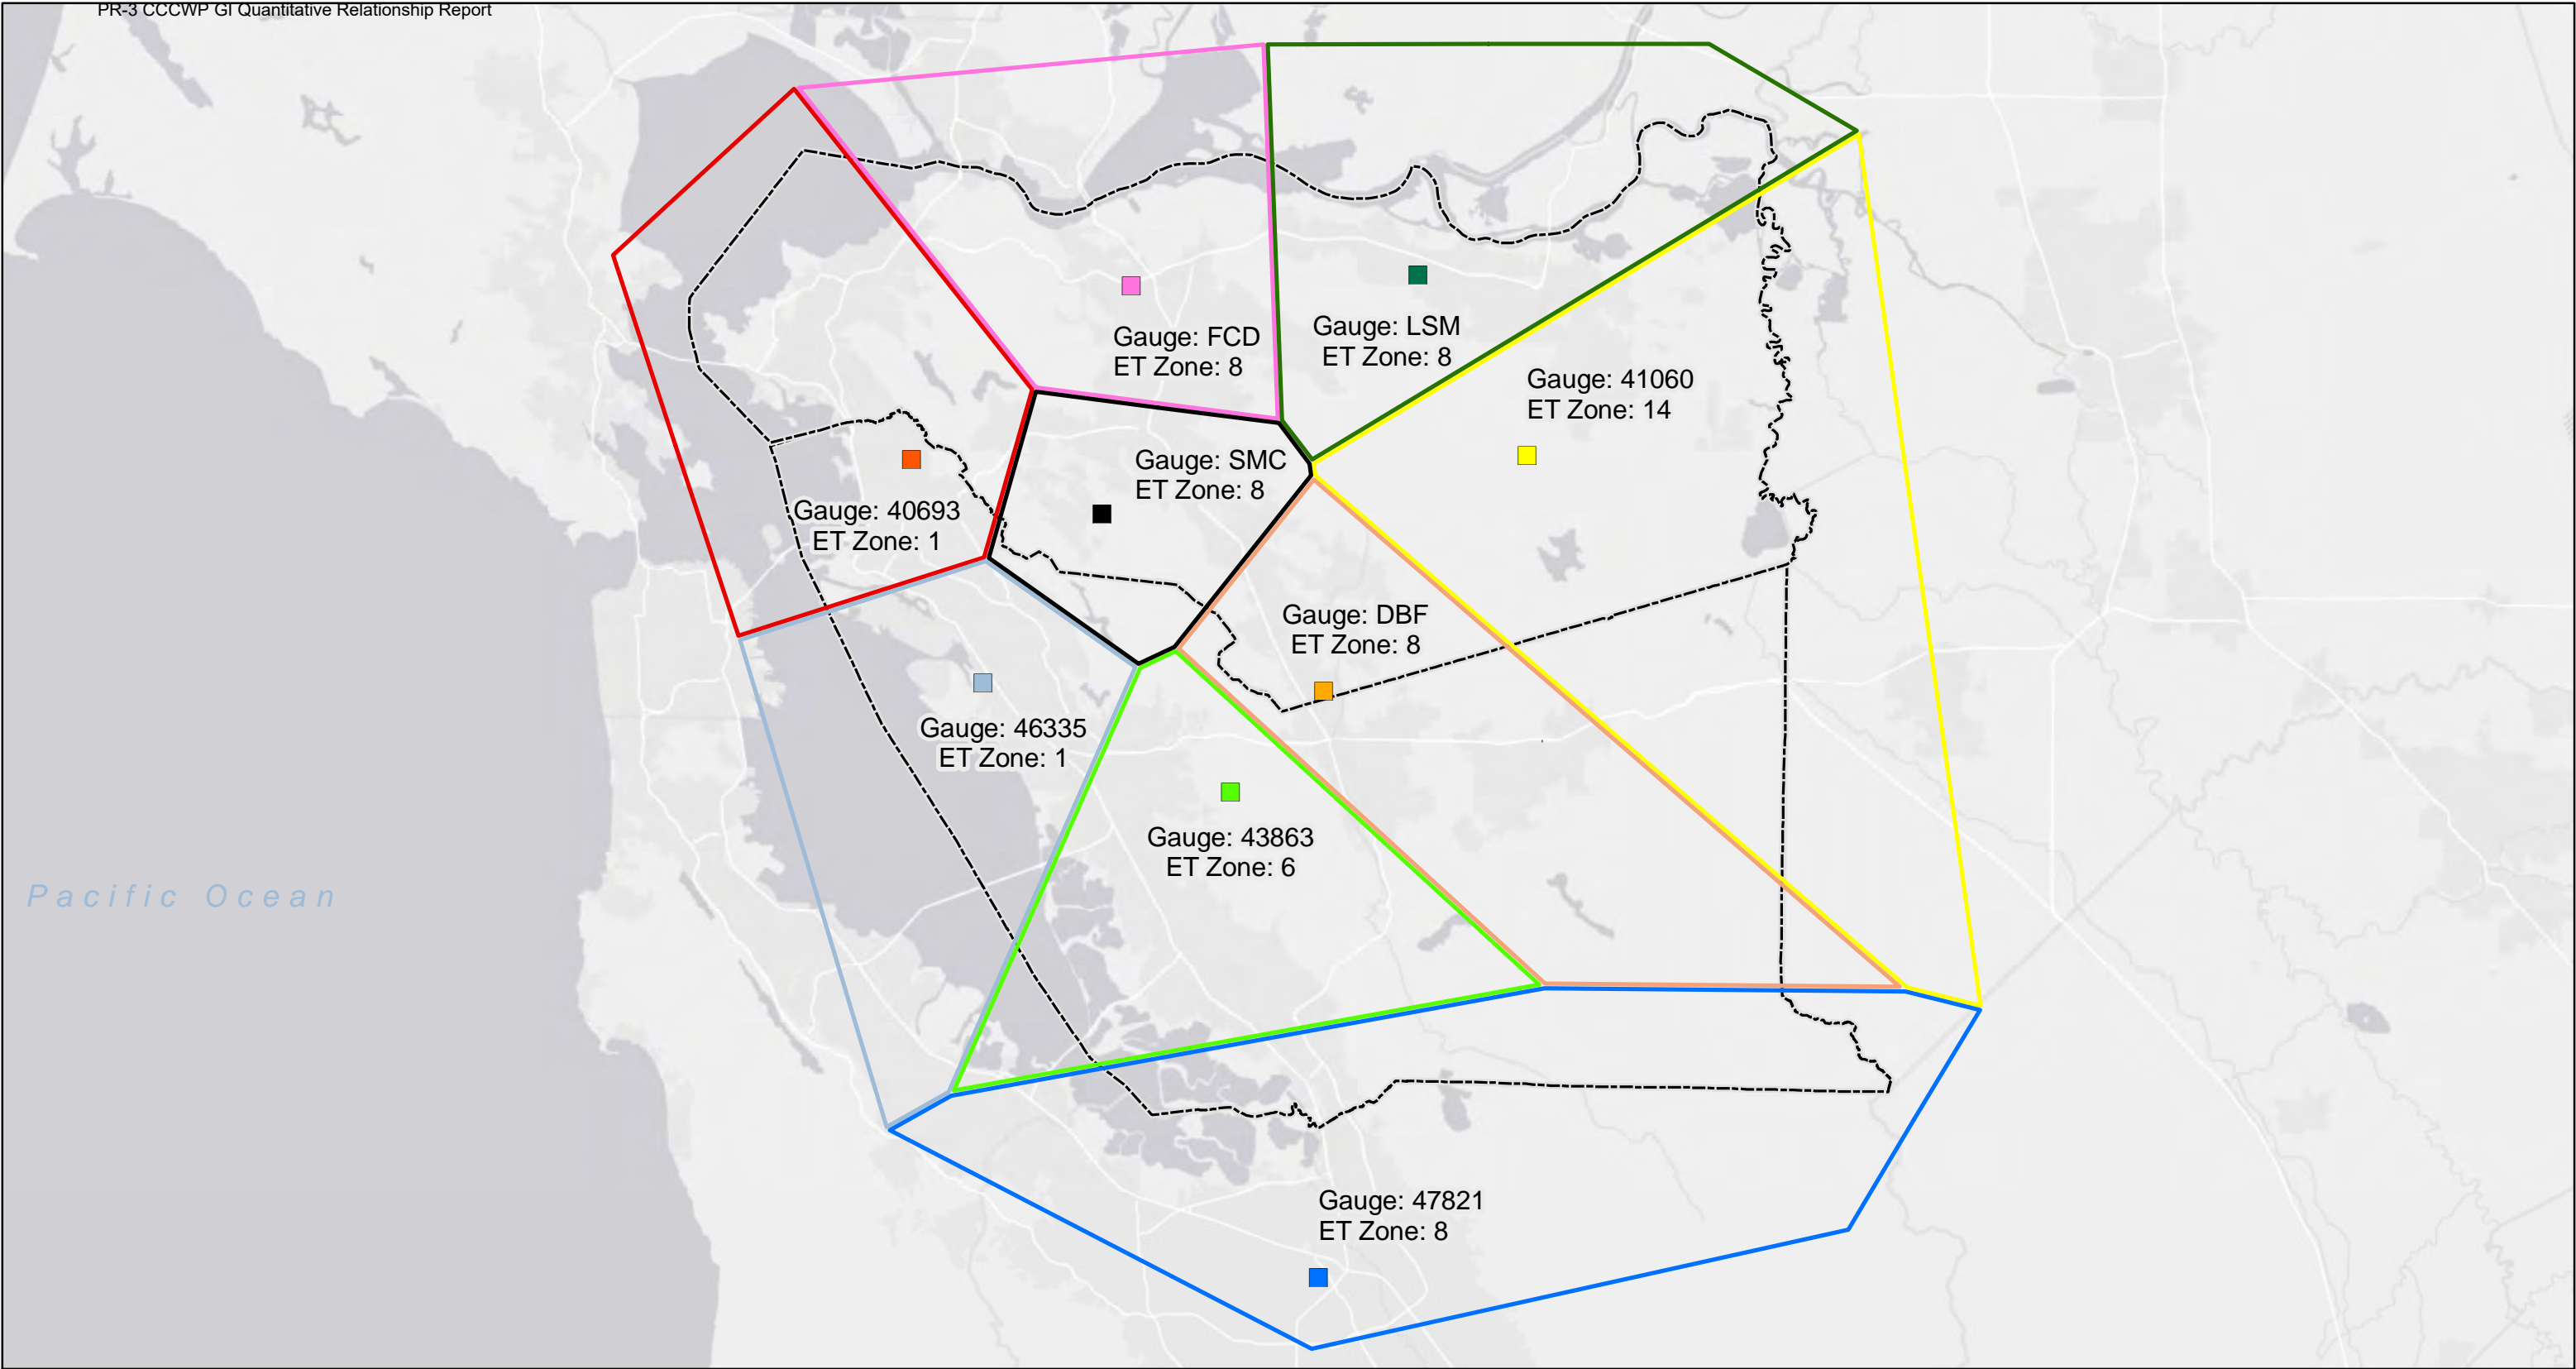 PR-3 CCCWP GI Quantitative Relationship Report
Gauge: FCD
ET Zone: 8
Gauge: LSM
ET Zone: 8
Gauge: 41060
ET Zone: 14
Gauge: SMC
ET Zone: 8
Gauge: 40693
ET Zone: 1
Gauge: DBF
ET Zone: 8
Gauge: 46335
ET Zone: 1
Gauge: 43863
ET Zone: 6
Pacific Ocean
Gauge: 47821
ET Zone: 8